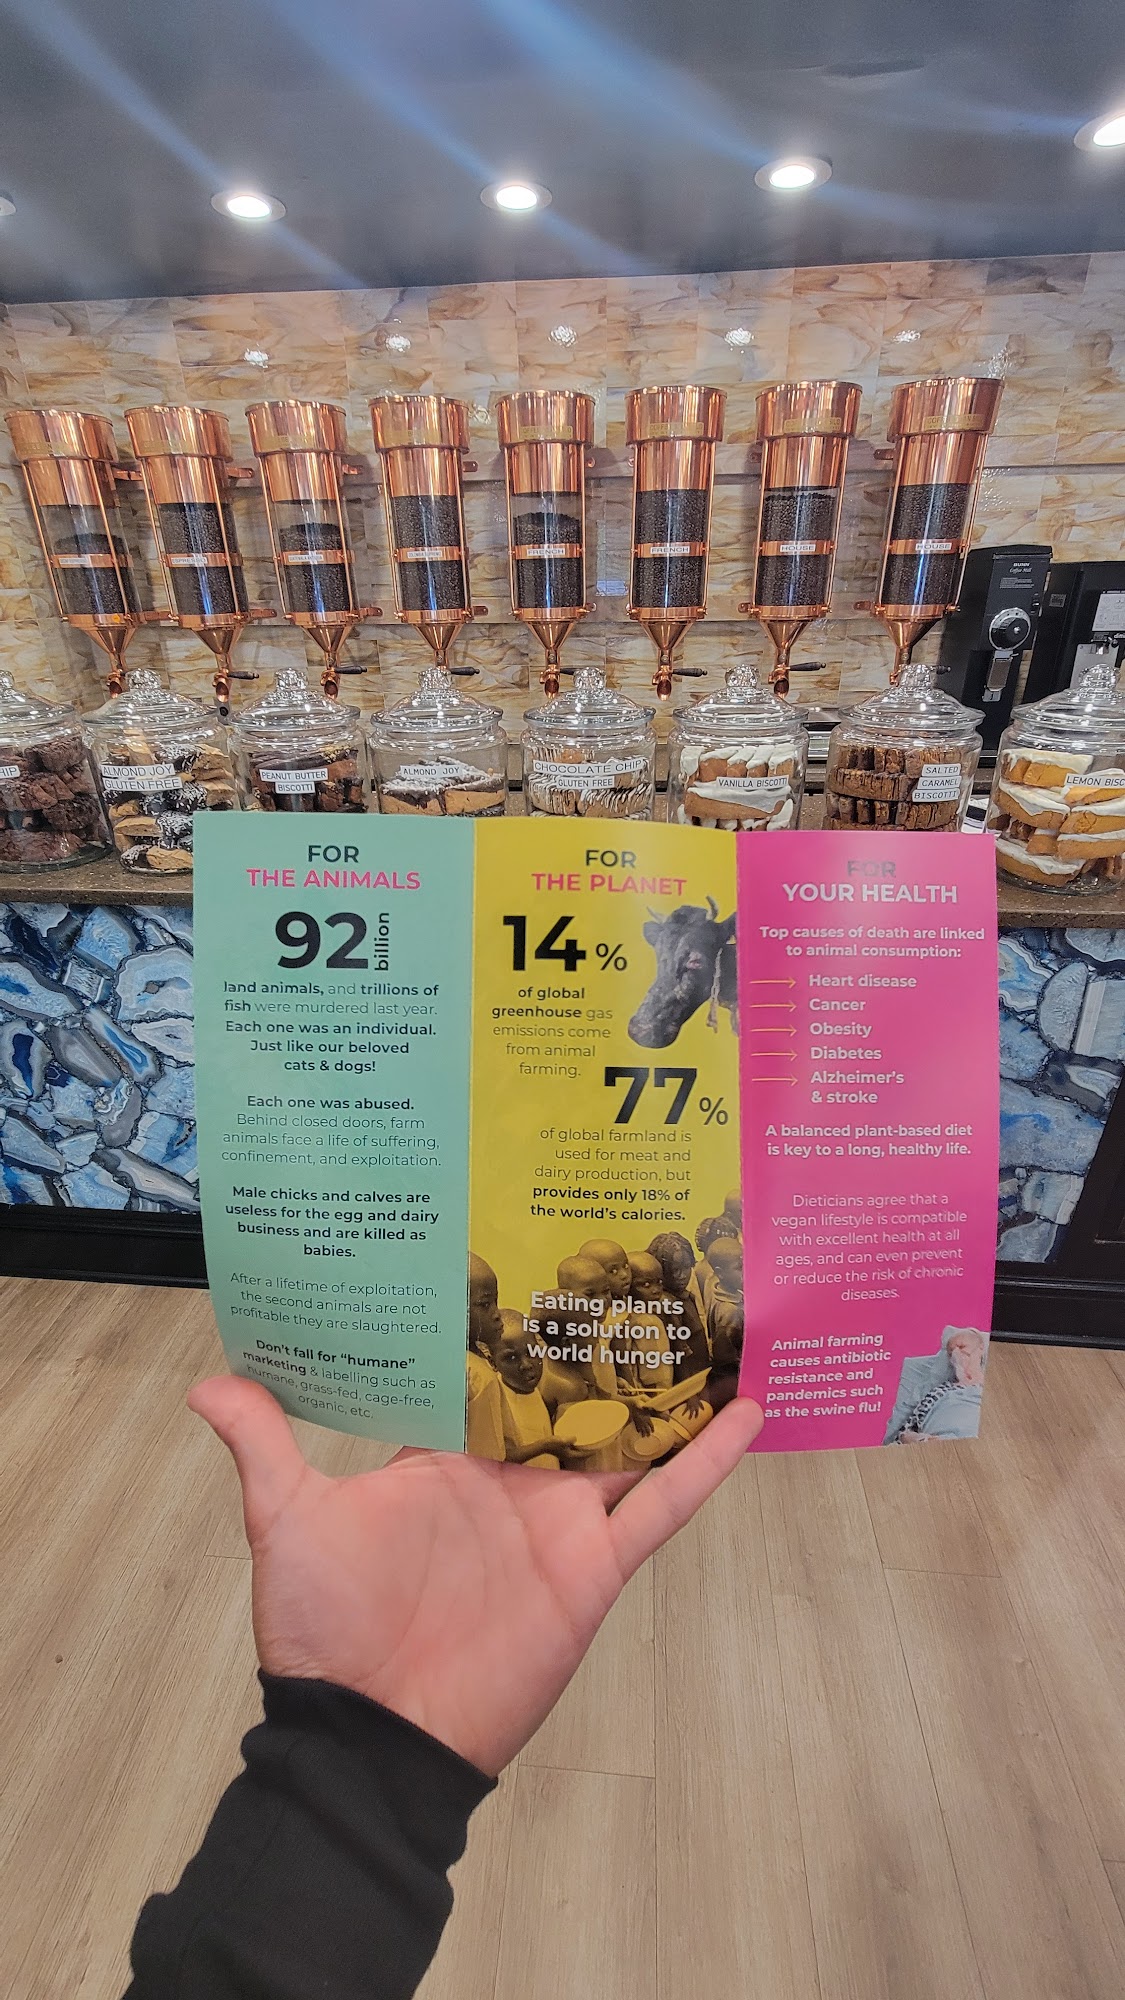 ESPRESSO
FRENCH
FRENCH
HOUSE
HOUSE
BUNN
Coffee Mill
HIP
ALMOND JOY
GLUTEN FREE
PEANUT BUTTER
BISCOTTI
ALMOND JOY
CHOCOLATE CHIP
GLUTEN FREE
VANILLA BISCOTTI
SALTED
CARAMEL
BISCOTTI
LEMON BISC
FOR
THE ANIMALS
92 billion
land animals, and trillions of
fish were murdered last year.
Each one was an individual.
Just like our beloved
cats & dogs!
Each one was abused.
Behind closed doors, farm
animals face a life of suffering,
confinement, and exploitation.
Male chicks and calves are
useless for the egg and dairy
business and are killed as
babies.
After a lifetime of exploitation,
the second animals are not
profitable they are slaughtered.
Don't fall for "humane"
marketing & labelling such as
humane, grass-fed, cage-free,
organic, etc.
FOR
THE PLANET
14%
of global
greenhouse gas
emissions come
from animal
farming.
77%
of global farmland is
used for meat and
dairy production, but
provides only 18% of
the world's calories.
Eating plants
is a solution to
world hunger
FOR
YOUR HEALTH
Top causes of death are linked
to animal consumption:
Heart disease
Cancer
Obesity
Diabetes
Alzheimer's
& stroke
A balanced plant-based diet
is key to a long, healthy life.
Dieticians agree that a
vegan lifestyle is compatible
with excellent health at all
ages, and can even prevent
or reduce the risk of chronic
diseases.
Animal farming
causes antibiotic
resistance and
pandemics such
as the swine flu!